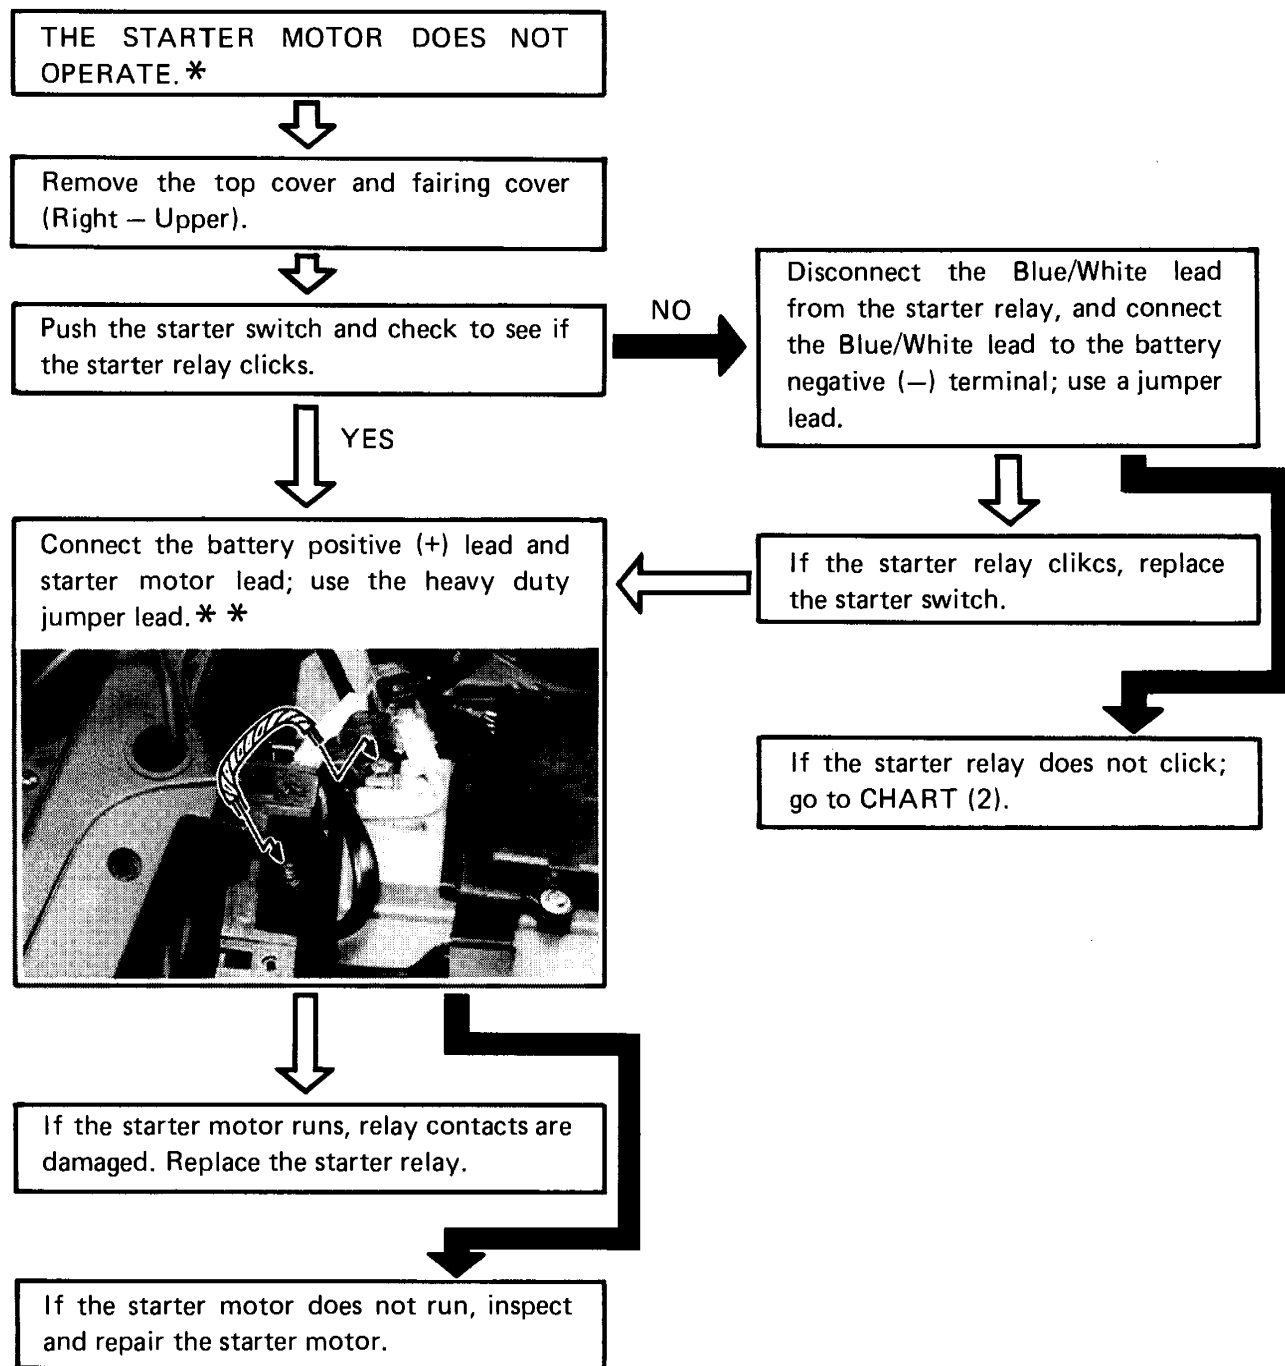 THE STARTER MOTOR DOES NOT
OPERATE.*
Remove the top cover and fairing cover
(Right – Upper).
Push the starter switch and check to see if
the starter relay clicks.
NO
Disconnect the Blue/White lead
from the starter relay, and connect
the Blue/White lead to the battery
negative (–) terminal; use a jumper
lead.
YES
Connect the battery positive (+) lead and
starter motor lead; use the heavy duty
jumper lead.* *
If the starter relay clikcs, replace
the starter switch.
If the starter relay does not click;
go to CHART (2).
If the starter motor runs, relay contacts are
damaged. Replace the starter relay.
If the starter motor does not run, inspect
and repair the starter motor.